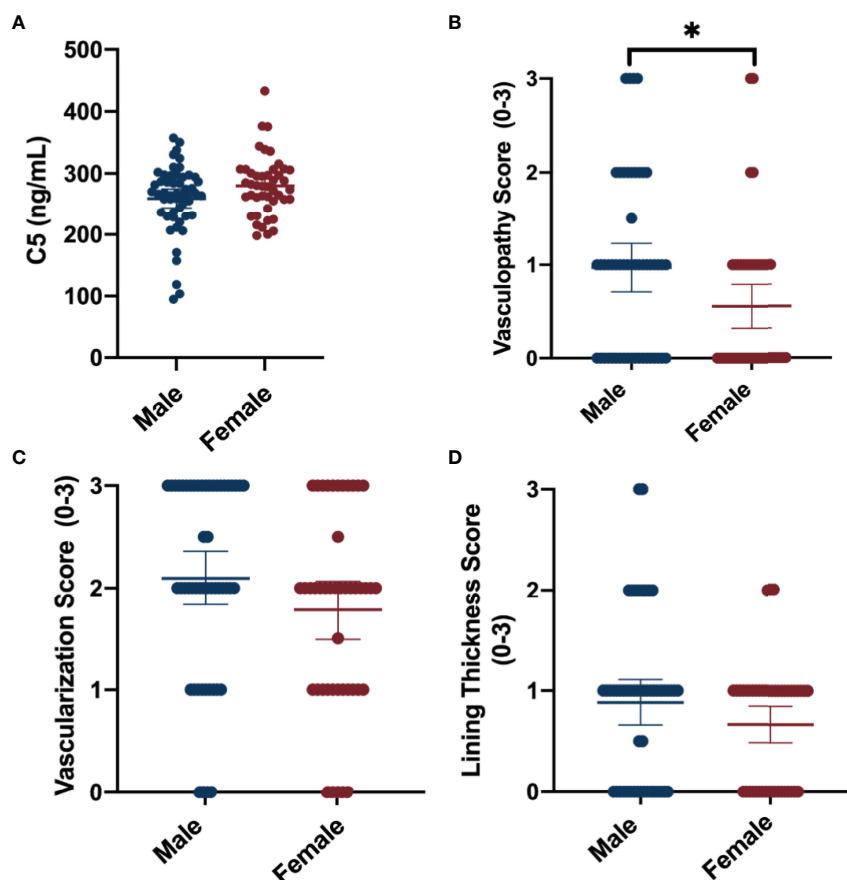 A
C5 (ng/mL)
500
400
300
200
100
0
Male
Female
B
*
Vasculopathy Score (0-3)
3
2
1
0
Male
Female
C
Vascularization Score (0-3)
3
2
1
0
Male
Female
D
Lining Thickness Score
(0-3)
3
2
1
0
Male
Female